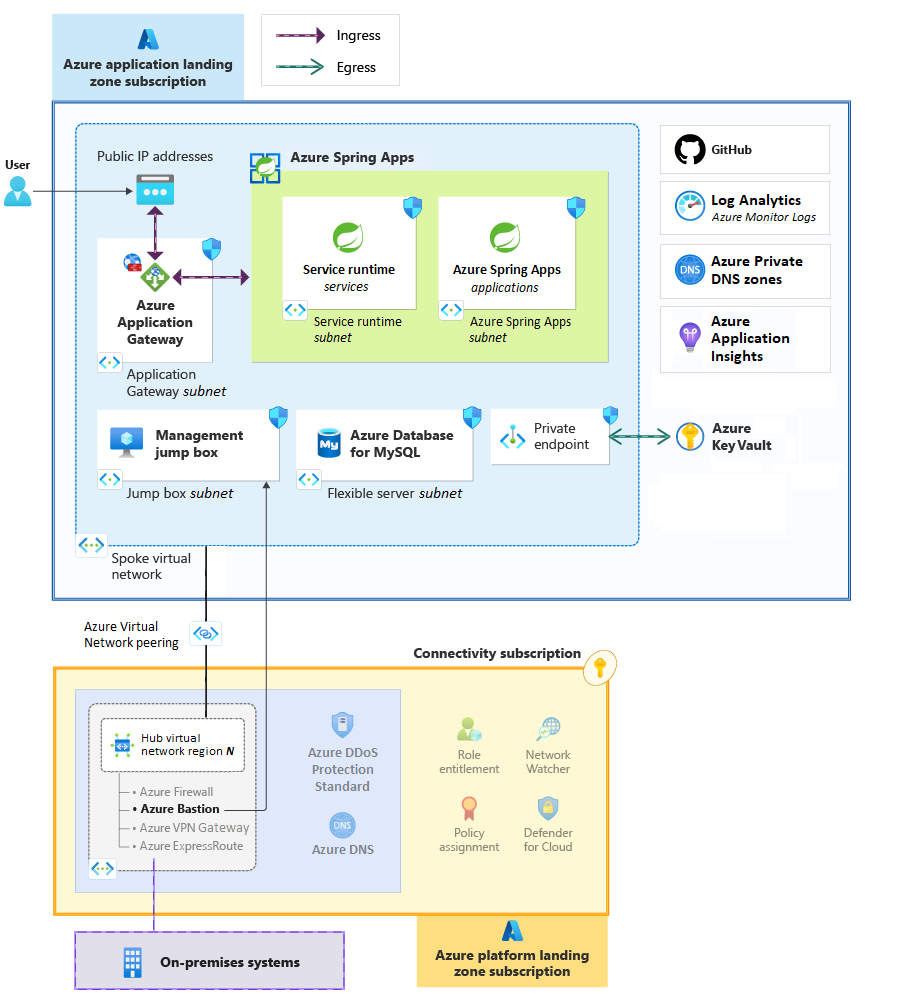 Azure application landing
zone subscription
Ingress
Egress
User
Public IP addresses
Azure Spring Apps
Service runtime
services
Service runtime
subnet
Azure Spring Apps
applications
Azure Spring Apps
subnet
Azure
Application
Gateway
Application
Gateway subnet
GitHub
Log Analytics
Azure Monitor Logs
DNS
Azure Private
DNS zones
Azure
Application
Insights
Management
jump box
Jump box subnet
My
Azure Database
for MySQL
Flexible server subnet
Private
endpoint
Azure
Key Vault
Spoke virtual
network
Azure Virtual
Network peering
Connectivity subscription
Hub virtual
network region N
• Azure Firewall
• Azure Bastion
• Azure VPN Gateway
• Azure ExpressRoute
Azure DDoS
Protection
Standard
DNS
Azure DNS
Role
entitlement
Network
Watcher
Policy
assignment
Defender
for Cloud
On-premises systems
Azure platform landing
zone subscription